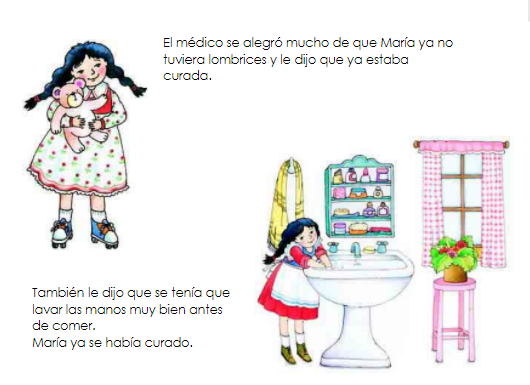 El médico se alegró mucho de que María ya no
tuviera lombrices y le dijo que ya estaba
curada.
También le dijo que se tenía que
lavar las manos muy bien antes
de comer.
María ya se había curado.